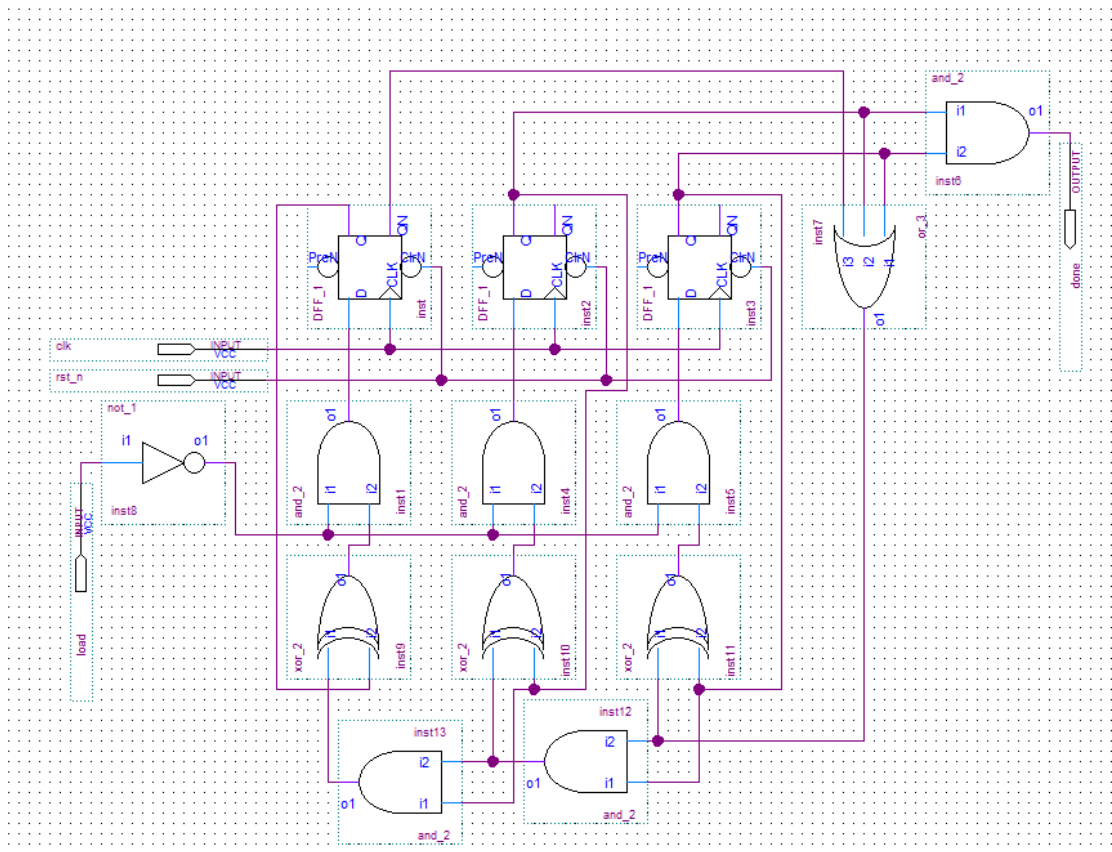 and_2
i1
o1
i2
inst6
OUTPUT
done
inst7
or_3
i3
i2
i1
o1
Q
QN
PreN
ClrN
D
CLK
DFF_1
inst
Q
QN
PreN
ClrN
D
CLK
DFF_1
inst2
Q
QN
PreN
ClrN
D
CLK
DFF_1
inst3
clk
INPUT
VCC
rst_n
INPUT
VCC
not_1
i1
o1
inst8
INPUT
VCC
load
o1
i1
i2
and_2
inst1
o1
i1
i2
and_2
inst4
o1
i1
i2
and_2
inst5
o1
i1
i2
xor_2
inst9
o1
i1
i2
xor_2
inst10
o1
i1
i2
xor_2
inst11
inst13
i2
i1
o1
and_2
inst12
i2
i1
o1
and_2